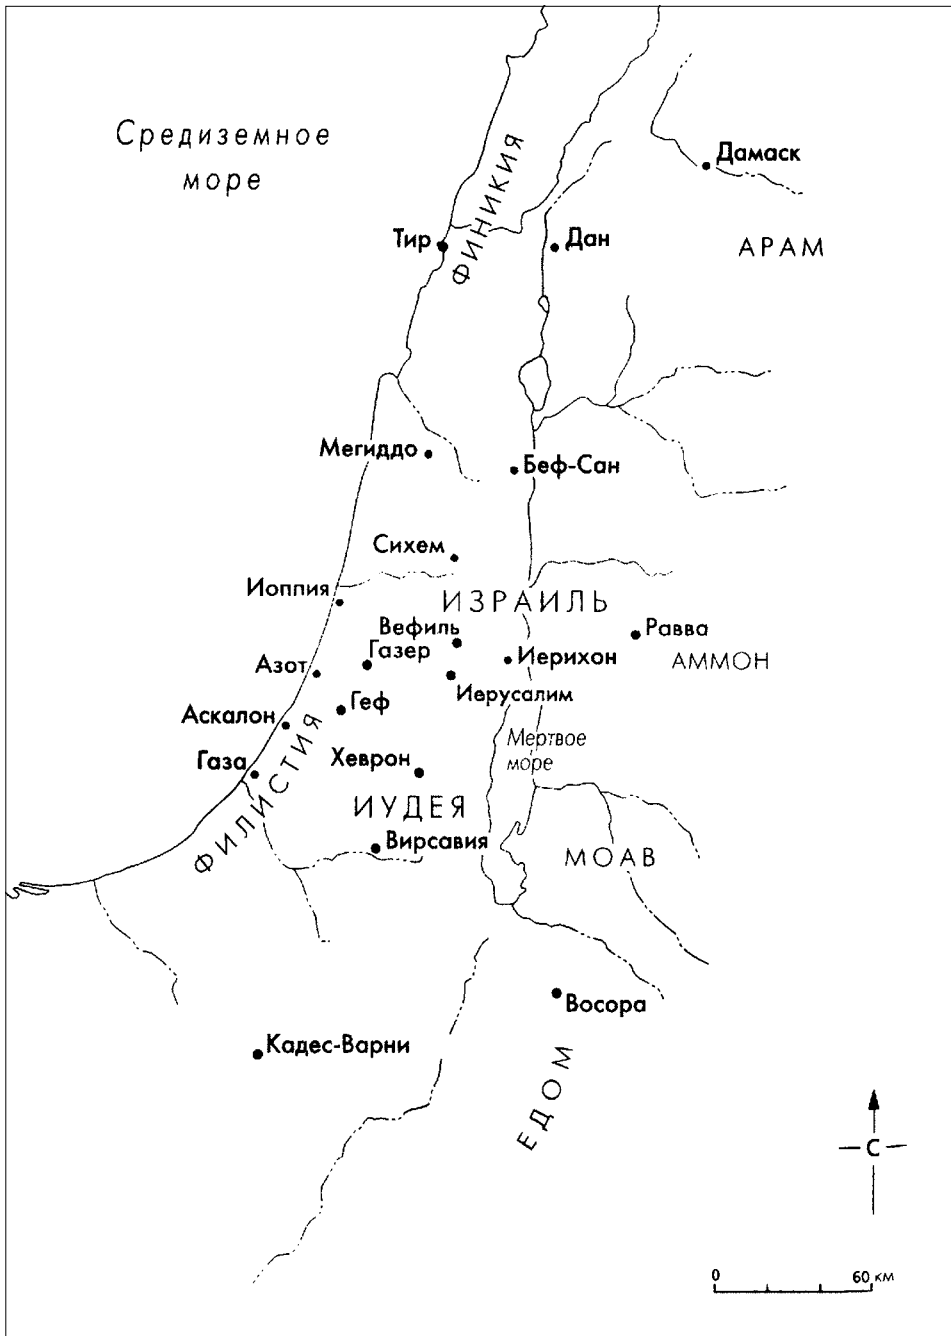 Средиземное
море
Дамаск
ФИНИКИЯ
Тир
Дан
АРАМ
Мегиддо
Беф-Сан
Сихем
Иоппия
ИЗРАИЛЬ
Вефиль
Равва
Газер
Иерихон
АММОН
Азот
Иерусалим
Геф
Аскалон
Мертвое
море
Газа
Хеврон
ФИЛИСТИЯ
ИУДЕЯ
Вирсавия
МОАВ
Восора
Кадес-Варни
ЕДОМ
С
0 60 км